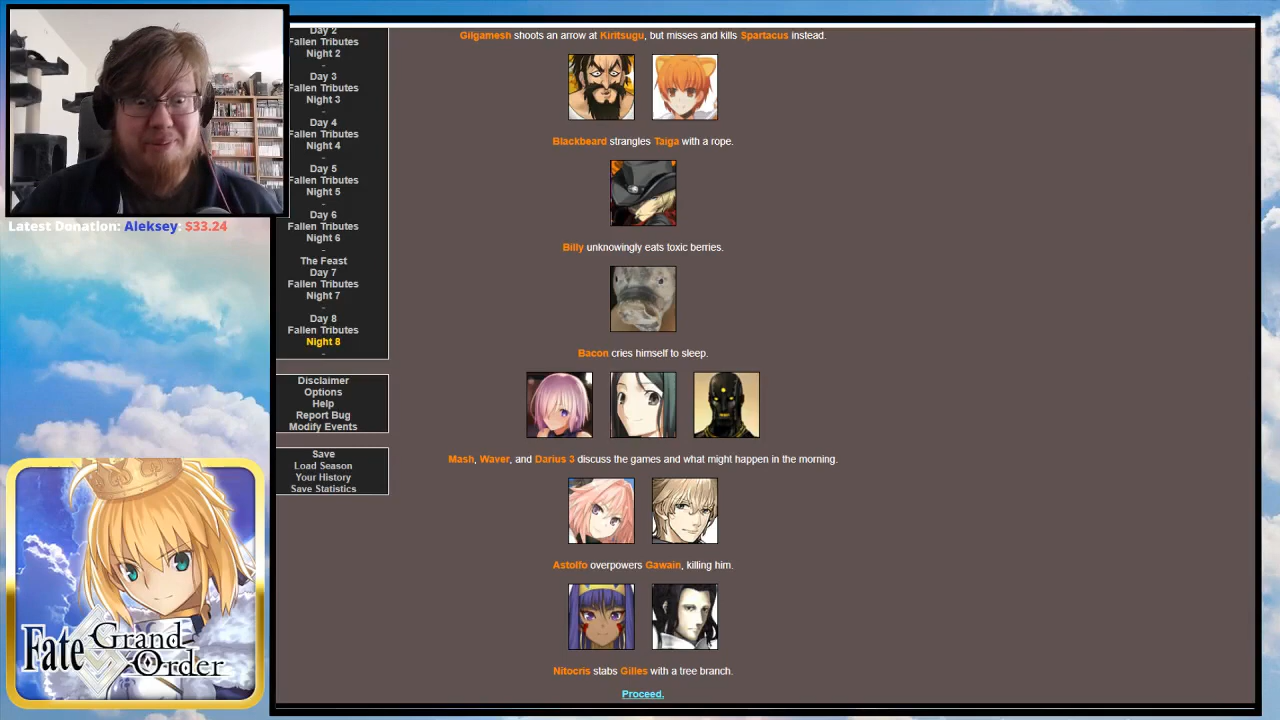 Day 2
Fallen Tributes
Night 2
-
Day 3
Fallen Tributes
Night 3
-
Day 4
Fallen Tributes
Night 4
-
Day 5
Fallen Tributes
Night 5
-
Day 6
Fallen Tributes
Night 6
-
The Feast
Day 7
Fallen Tributes
Night 7
-
Day 8
Fallen Tributes
Night 8
-
Disclaimer
Options
Help
Report Bug
Modify Events
Save
Load Season
Your History
Save Statistics
Latest Donation: Aleksey: $33.24
Fate
Grand
Order
Gilgamesh shoots an arrow at Kiritsugu, but misses and kills Spartacus instead.
Blackbeard strangles Taiga with a rope.
Billy unknowingly eats toxic berries.
Bacon cries himself to sleep.
Mash, Waver, and Darius 3 discuss the games and what might happen in the morning.
Astolfo overpowers Gawain, killing him.
Nitocris stabs Gilles with a tree branch.
Proceed.